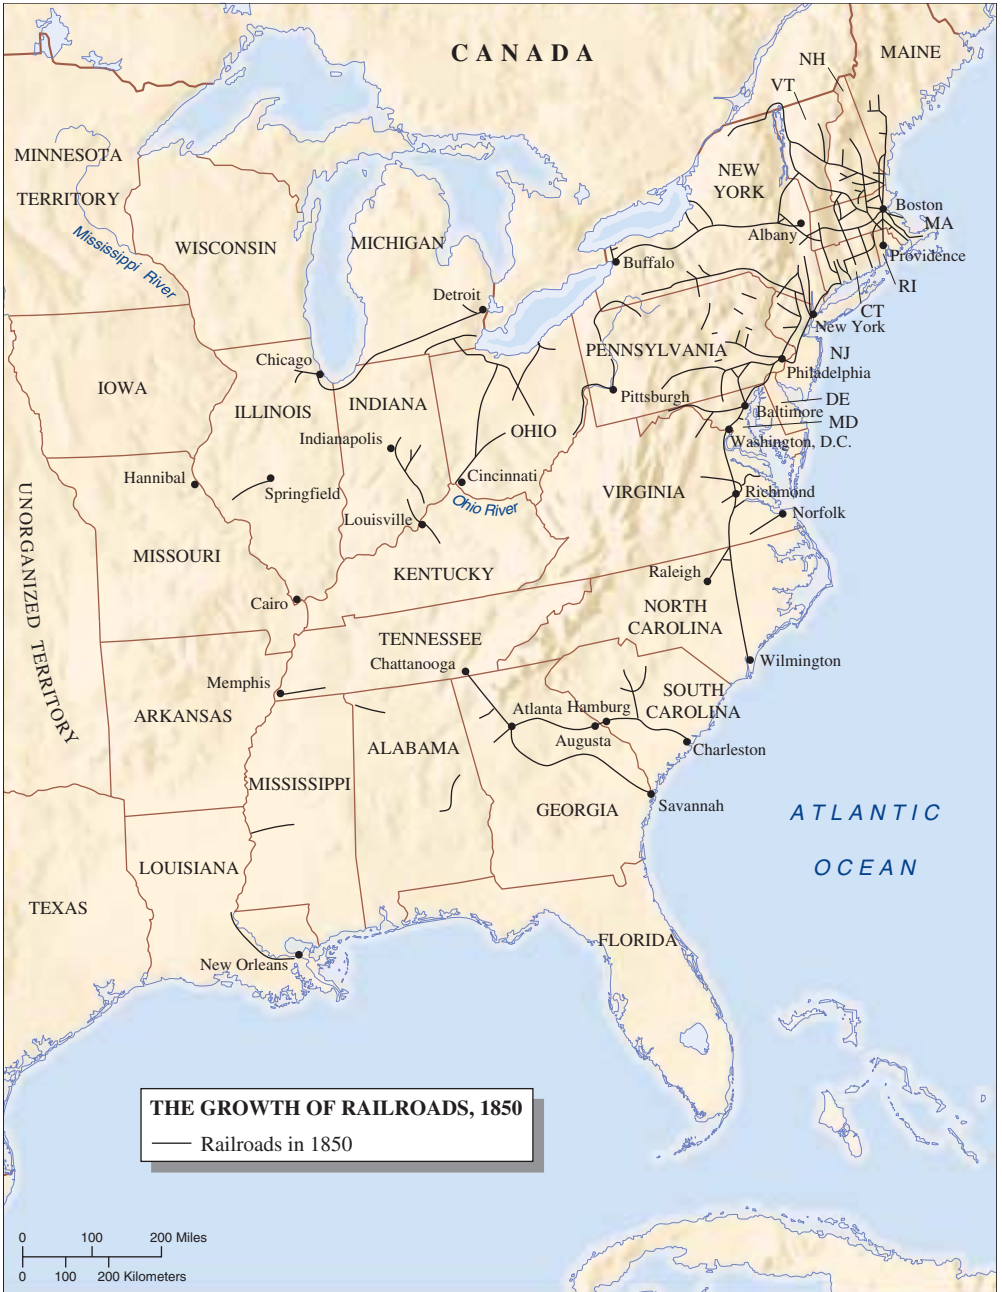 CANADA
MAINE
NH
VT
MINNESOTA
TERRITORY
NEW
YORK
Boston
MA
Mississippi River
WISCONSIN
MICHIGAN
Albany
Providence
Buffalo
RI
Detroit
CT
New York
Chicago
PENNSYLVANIA
NJ
Philadelphia
IOWA
ILLINOIS
INDIANA
Pittsburgh
DE
Baltimore
MD
OHIO
Indianapolis
Washington, D.C.
Hannibal
Springfield
Cincinnati
Ohio River
VIRGINIA
Richmond
Norfolk
Louisville
UNORGANIZED TERRITORY
MISSOURI
KENTUCKY
Raleigh
Cairo
NORTH
CAROLINA
TENNESSEE
Chattanooga
Wilmington
Memphis
SOUTH
CAROLINA
ARKANSAS
Atlanta
Hamburg
Augusta
ALABAMA
Charleston
MISSISSIPPI
GEORGIA
Savannah
ATLANTIC
OCEAN
LOUISIANA
TEXAS
FLORIDA
New Orleans
THE GROWTH OF RAILROADS, 1850
Railroads in 1850
0 100 200 Miles
0 100 200 Kilometers